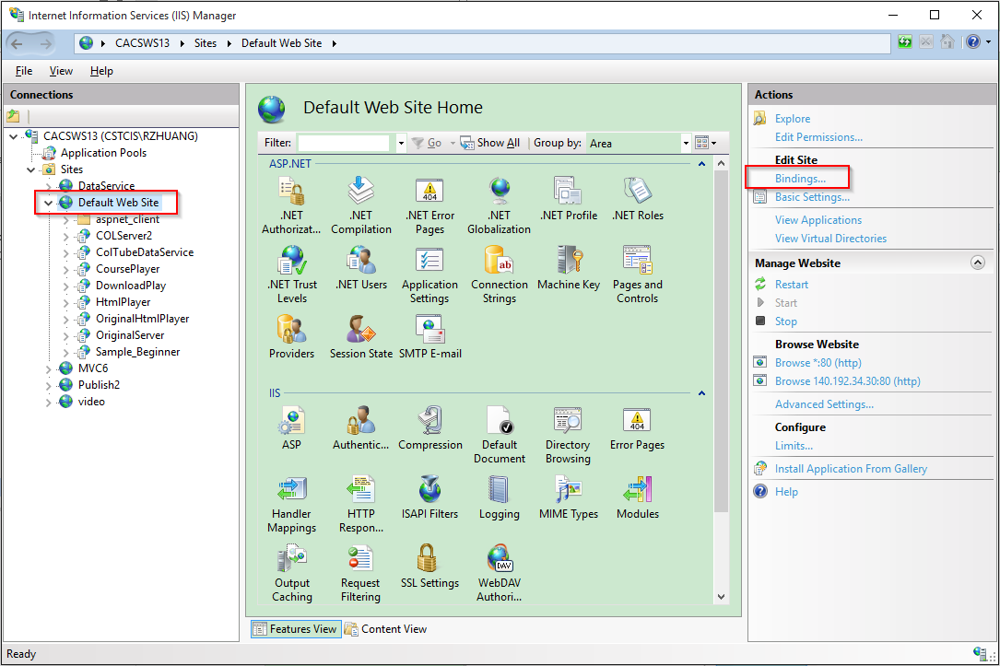 Internet Information Services (IIS) Manager
CACSWS13 Sites Default Web Site
File View Help
Connections
CACSWS13 (CSTCIS\RZHUANG)
Application Pools
Sites
DataService
Default Web Site
aspnet_client
COLServer2
ColTubeDataService
CoursePlayer
DownloadPlay
HtmlPlayer
OriginalHtmlPlayer
OriginalServer
Sample_Beginner
MVC6
Publish2
video
Default Web Site Home
Filter: Go Show All Group by: Area
ASP.NET
.NET Authorizat...
.NET Compilation
.NET Error Pages
.NET Globalization
.NET Profile
.NET Roles
.NET Trust Levels
.NET Users
Application Settings
Connection Strings
Machine Key
Pages and Controls
Providers
Session State
SMTP E-mail
IIS
ASP
Authentic...
Compression
Default Document
Directory Browsing
Error Pages
Handler Mappings
HTTP Respon...
ISAPI Filters
Logging
MIME Types
Modules
Output Caching
Request Filtering
SSL Settings
WebDAV Authori...
Features View Content View
Actions
Explore
Edit Permissions...
Edit Site
Bindings...
Basic Settings...
View Applications
View Virtual Directories
Manage Website
Restart
Start
Stop
Browse Website
Browse *:80 (http)
Browse 140.192.34.30:80 (http)
Advanced Settings...
Configure
Limits...
Install Application From Gallery
Help
Ready